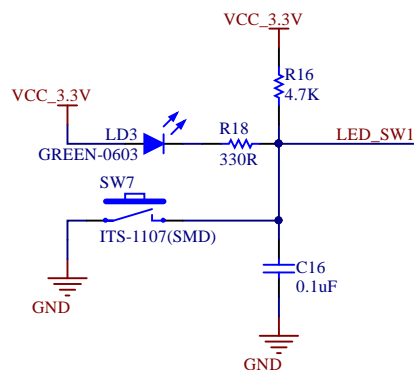 VCC_3.3V
VCC_3.3V
R16
4.7K
LD3
R18
LED_SW1
GREEN-0603
330R
SW7
ITS-1107(SMD)
C16
0.1uF
GND
GND